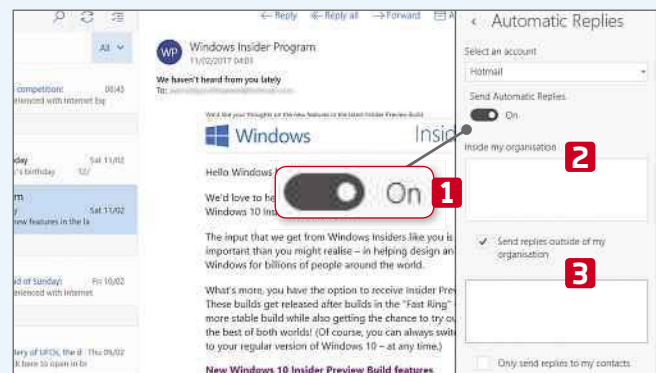 ← Reply
Reply all
→ Forward
All
WP
Windows Insider Program
11/02/2017 04:03
We haven't heard from you lately
To:
We'd like your thoughts on the new features in the latest Insider Preview Build
Windows
Insid
Hello Windows
We'd love to he
Windows 10 Ins
The input that we get from Windows Insiders like you is
important than you might realise – in helping design an
Windows for billions of people around the world.
What's more, you have the option to receive Insider Prev
These builds get released after builds in the "Fast Ring"
more stable build while also getting the chance to try ou
the best of both worlds! (Of course, you can always swit
to your regular version of Windows 10 – at any time.)
New Windows 10 Insider Preview Build features
competition: 08:43
erienced with Internet Exp
day Sat 11/02
's birthday 12/
m
y Sat 11/02
new features in the la
d of Sunday! Fri 10/02
erienced with Internet
tery of UFOs, the d Thu 09/02
k here to open in br
On
1
‹ Automatic Replies
Select an account
Hotmail
Send Automatic Replies
On
Inside my organisation
2
✓ Send replies outside of my
organisation
3
Only send replies to my contacts